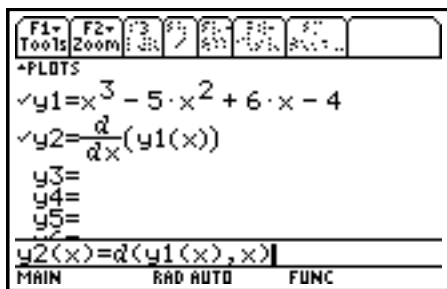 F1▾ F2▾
Tools Zoom
▴PLOTS
✓y1=x³ - 5·x² + 6·x - 4
✓y2=d/dx(y1(x))
y3=
y4=
y5=
y2(x)=d(y1(x),x)
MAIN RAD AUTO FUNC